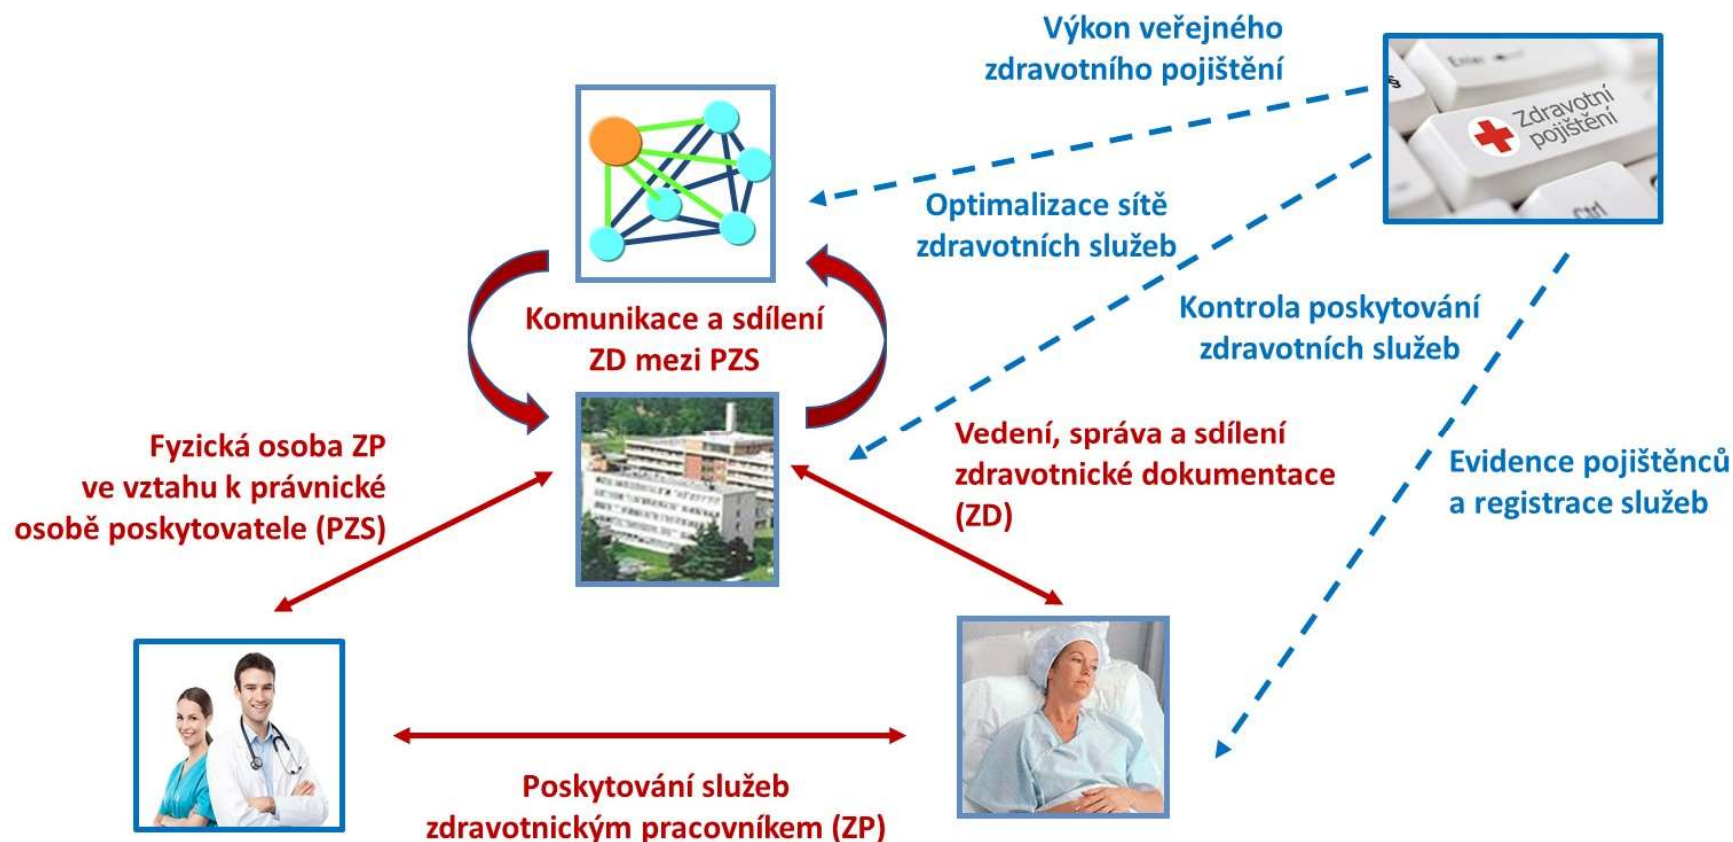 Výkon veřejného
zdravotního pojištění
§
Enter
Zdravotní
pojištění
Ctrl
Optimalizace sítě
zdravotních služeb
Komunikace a sdílení
ZD mezi PZS
Kontrola poskytování
zdravotních služeb
Fyzická osoba ZP
ve vztahu k právnické
osobě poskytovatele (PZS)
Vedení, správa a sdílení
zdravotnické dokumentace
(ZD)
Evidence pojištěnců
a registrace služeb
Poskytování služeb
zdravotnickým pracovníkem (ZP)